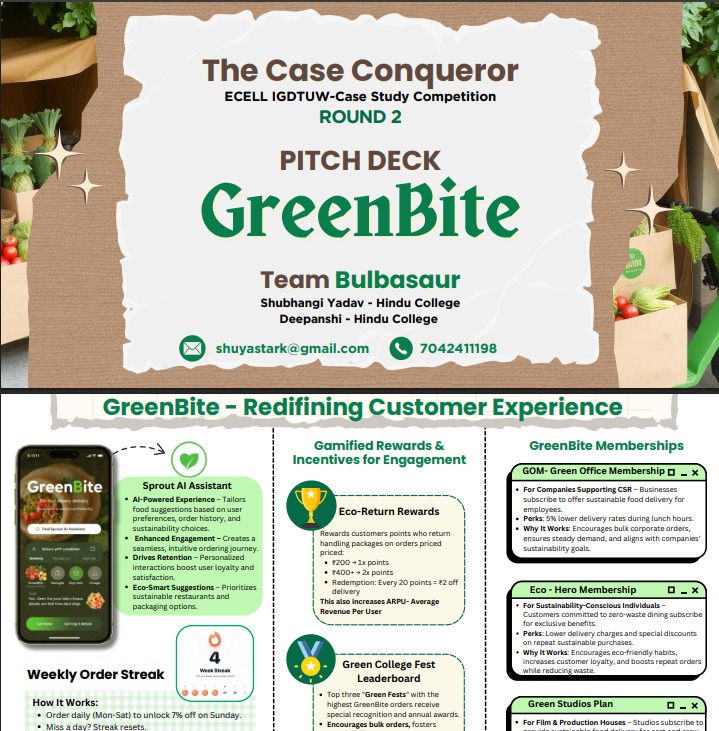 The Case Conqueror
ECELL IGDTUW-Case Study Competition
ROUND 2
PITCH DECK
GreenBite
Team Bulbasaur
Shubhangi Yadav - Hindu College
Deepanshi - Hindu College
shuyastark@gmail.com
7042411198
GreenBite – Redifining Customer Experience
GreenBite
Sprout AI Assistant
• AI-Powered Experience – Tailors
food suggestions based on user
preferences, order history, and
sustainability choices.
• Enhanced Engagement – Creates a
seamless, intuitive ordering journey.
• Drives Retention – Personalized
interactions boost user loyalty and
satisfaction.
• Eco-Smart Suggestions – Prioritizes
sustainable restaurants and
packaging options.
4
Week Streak
Weekly Order Streak
How It Works:
• Order daily (Mon-Sat) to unlock 7% off on Sunday.
• Miss a day? Streak resets.
Gamified Rewards &
Incentives for Engagement
Eco-Return Rewards
Rewards customers points who return
handling packages on orders priced
priced:
• ₹200 → 1x points
• ₹400+ → 2x points
• Redemption: Every 20 points = ₹2 off
delivery
This also increases ARPU- Average
Revenue Per User
Green College Fest
Leaderboard
• Top three "Green Fests" with the
highest GreenBite orders receive
special recognition and annual awards.
• Encourages bulk orders, fosters
GreenBite Memberships
GOM- Green Office Membership
• For Companies Supporting CSR – Businesses
subscribe to offer sustainable food delivery for
employees.
• Perks: 5% lower delivery rates during lunch hours.
• Why It Works: Encourages bulk corporate orders,
ensures steady demand, and aligns with companies'
sustainability goals.
Eco - Hero Membership
• For Sustainability-Conscious Individuals –
Customers committed to zero-waste dining subscribe
for exclusive benefits.
• Perks: Lower delivery charges and special discounts
on repeat sustainable purchases.
• Why It Works: Encourages eco-friendly habits,
increases customer loyalty, and boosts repeat orders
while reducing waste.
Green Studios Plan
• For Film & Production Houses – Studios subscribe to